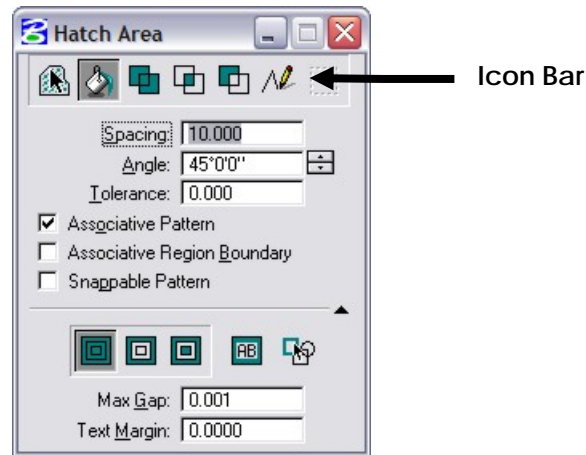 Hatch Area
Icon Bar
Spacing: 10.000
Angle: 45°0'0"
Tolerance: 0.000
Associative Pattern
Associative Region Boundary
Snappable Pattern
AB
Max Gap: 0.001
Text Margin: 0.0000